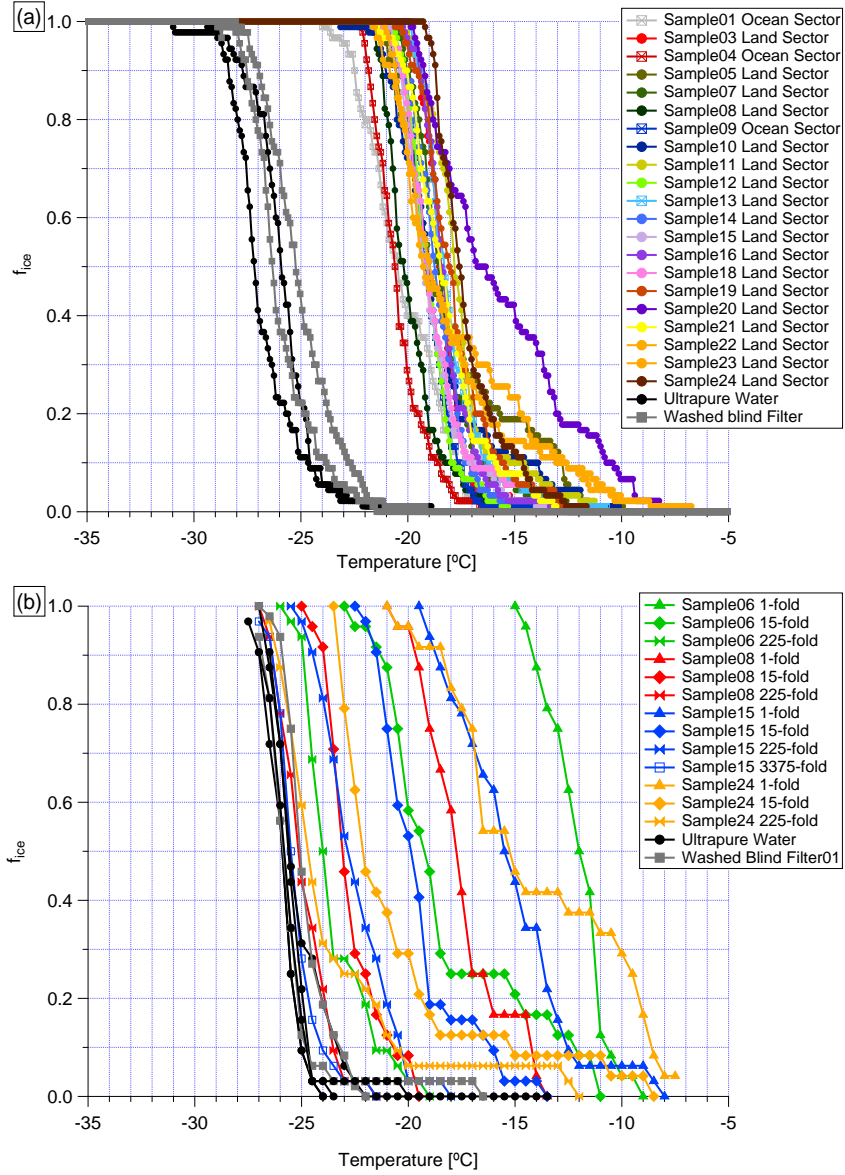 (a)
1.0
0.8
0.6
0.4
0.2
0.0
fice
-35
-30
-25
-20
-15
-10
-5
Temperature [ºC]
Sample01 Ocean Sector
Sample03 Land Sector
Sample04 Ocean Sector
Sample05 Land Sector
Sample07 Land Sector
Sample08 Land Sector
Sample09 Ocean Sector
Sample10 Land Sector
Sample11 Land Sector
Sample12 Land Sector
Sample13 Land Sector
Sample14 Land Sector
Sample15 Land Sector
Sample16 Land Sector
Sample18 Land Sector
Sample19 Land Sector
Sample20 Land Sector
Sample21 Land Sector
Sample22 Land Sector
Sample23 Land Sector
Sample24 Land Sector
Ultrapure Water
Washed blind Filter
(b)
1.0
0.8
0.6
0.4
0.2
0.0
fice
-35
-30
-25
-20
-15
-10
-5
Temperature [ºC]
Sample06 1-fold
Sample06 15-fold
Sample06 225-fold
Sample08 1-fold
Sample08 15-fold
Sample08 225-fold
Sample15 1-fold
Sample15 15-fold
Sample15 225-fold
Sample15 3375-fold
Sample24 1-fold
Sample24 15-fold
Sample24 225-fold
Ultrapure Water
Washed Blind Filter01